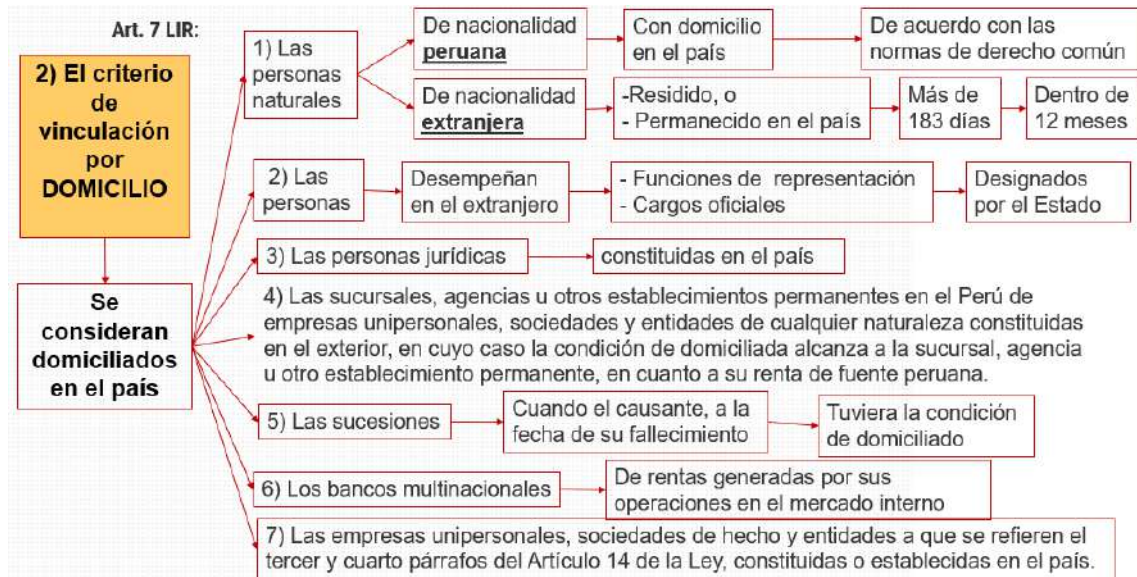 Art. 7 LIR:
2) El criterio
de
vinculación
por
DOMICILIO
Se
consideran
domiciliados
en el país
1) Las
personas
naturales
De nacionalidad
peruana
Con domicilio
en el país
De acuerdo con las
normas de derecho común
De nacionalidad
extranjera
-Residido, o
- Permanecido en el país
Más de
183 días
Dentro de
12 meses
2) Las
personas
Desempeñan
en el extranjero
- Funciones de representación
- Cargos oficiales
Designados
por el Estado
3) Las personas jurídicas
constituidas en el país
4) Las sucursales, agencias u otros establecimientos permanentes en el Perú de
empresas unipersonales, sociedades y entidades de cualquier naturaleza constituidas
en el exterior, en cuyo caso la condición de domiciliada alcanza a la sucursal, agencia
u otro establecimiento permanente, en cuanto a su renta de fuente peruana.
5) Las sucesiones
Cuando el causante, a la
fecha de su fallecimiento
Tuviera la condición
de domiciliado
6) Los bancos multinacionales
De rentas generadas por sus
operaciones en el mercado interno
7) Las empresas unipersonales, sociedades de hecho y entidades a que se refieren el
tercer y cuarto párrafos del Artículo 14 de la Ley, constituidas o establecidas en el país.